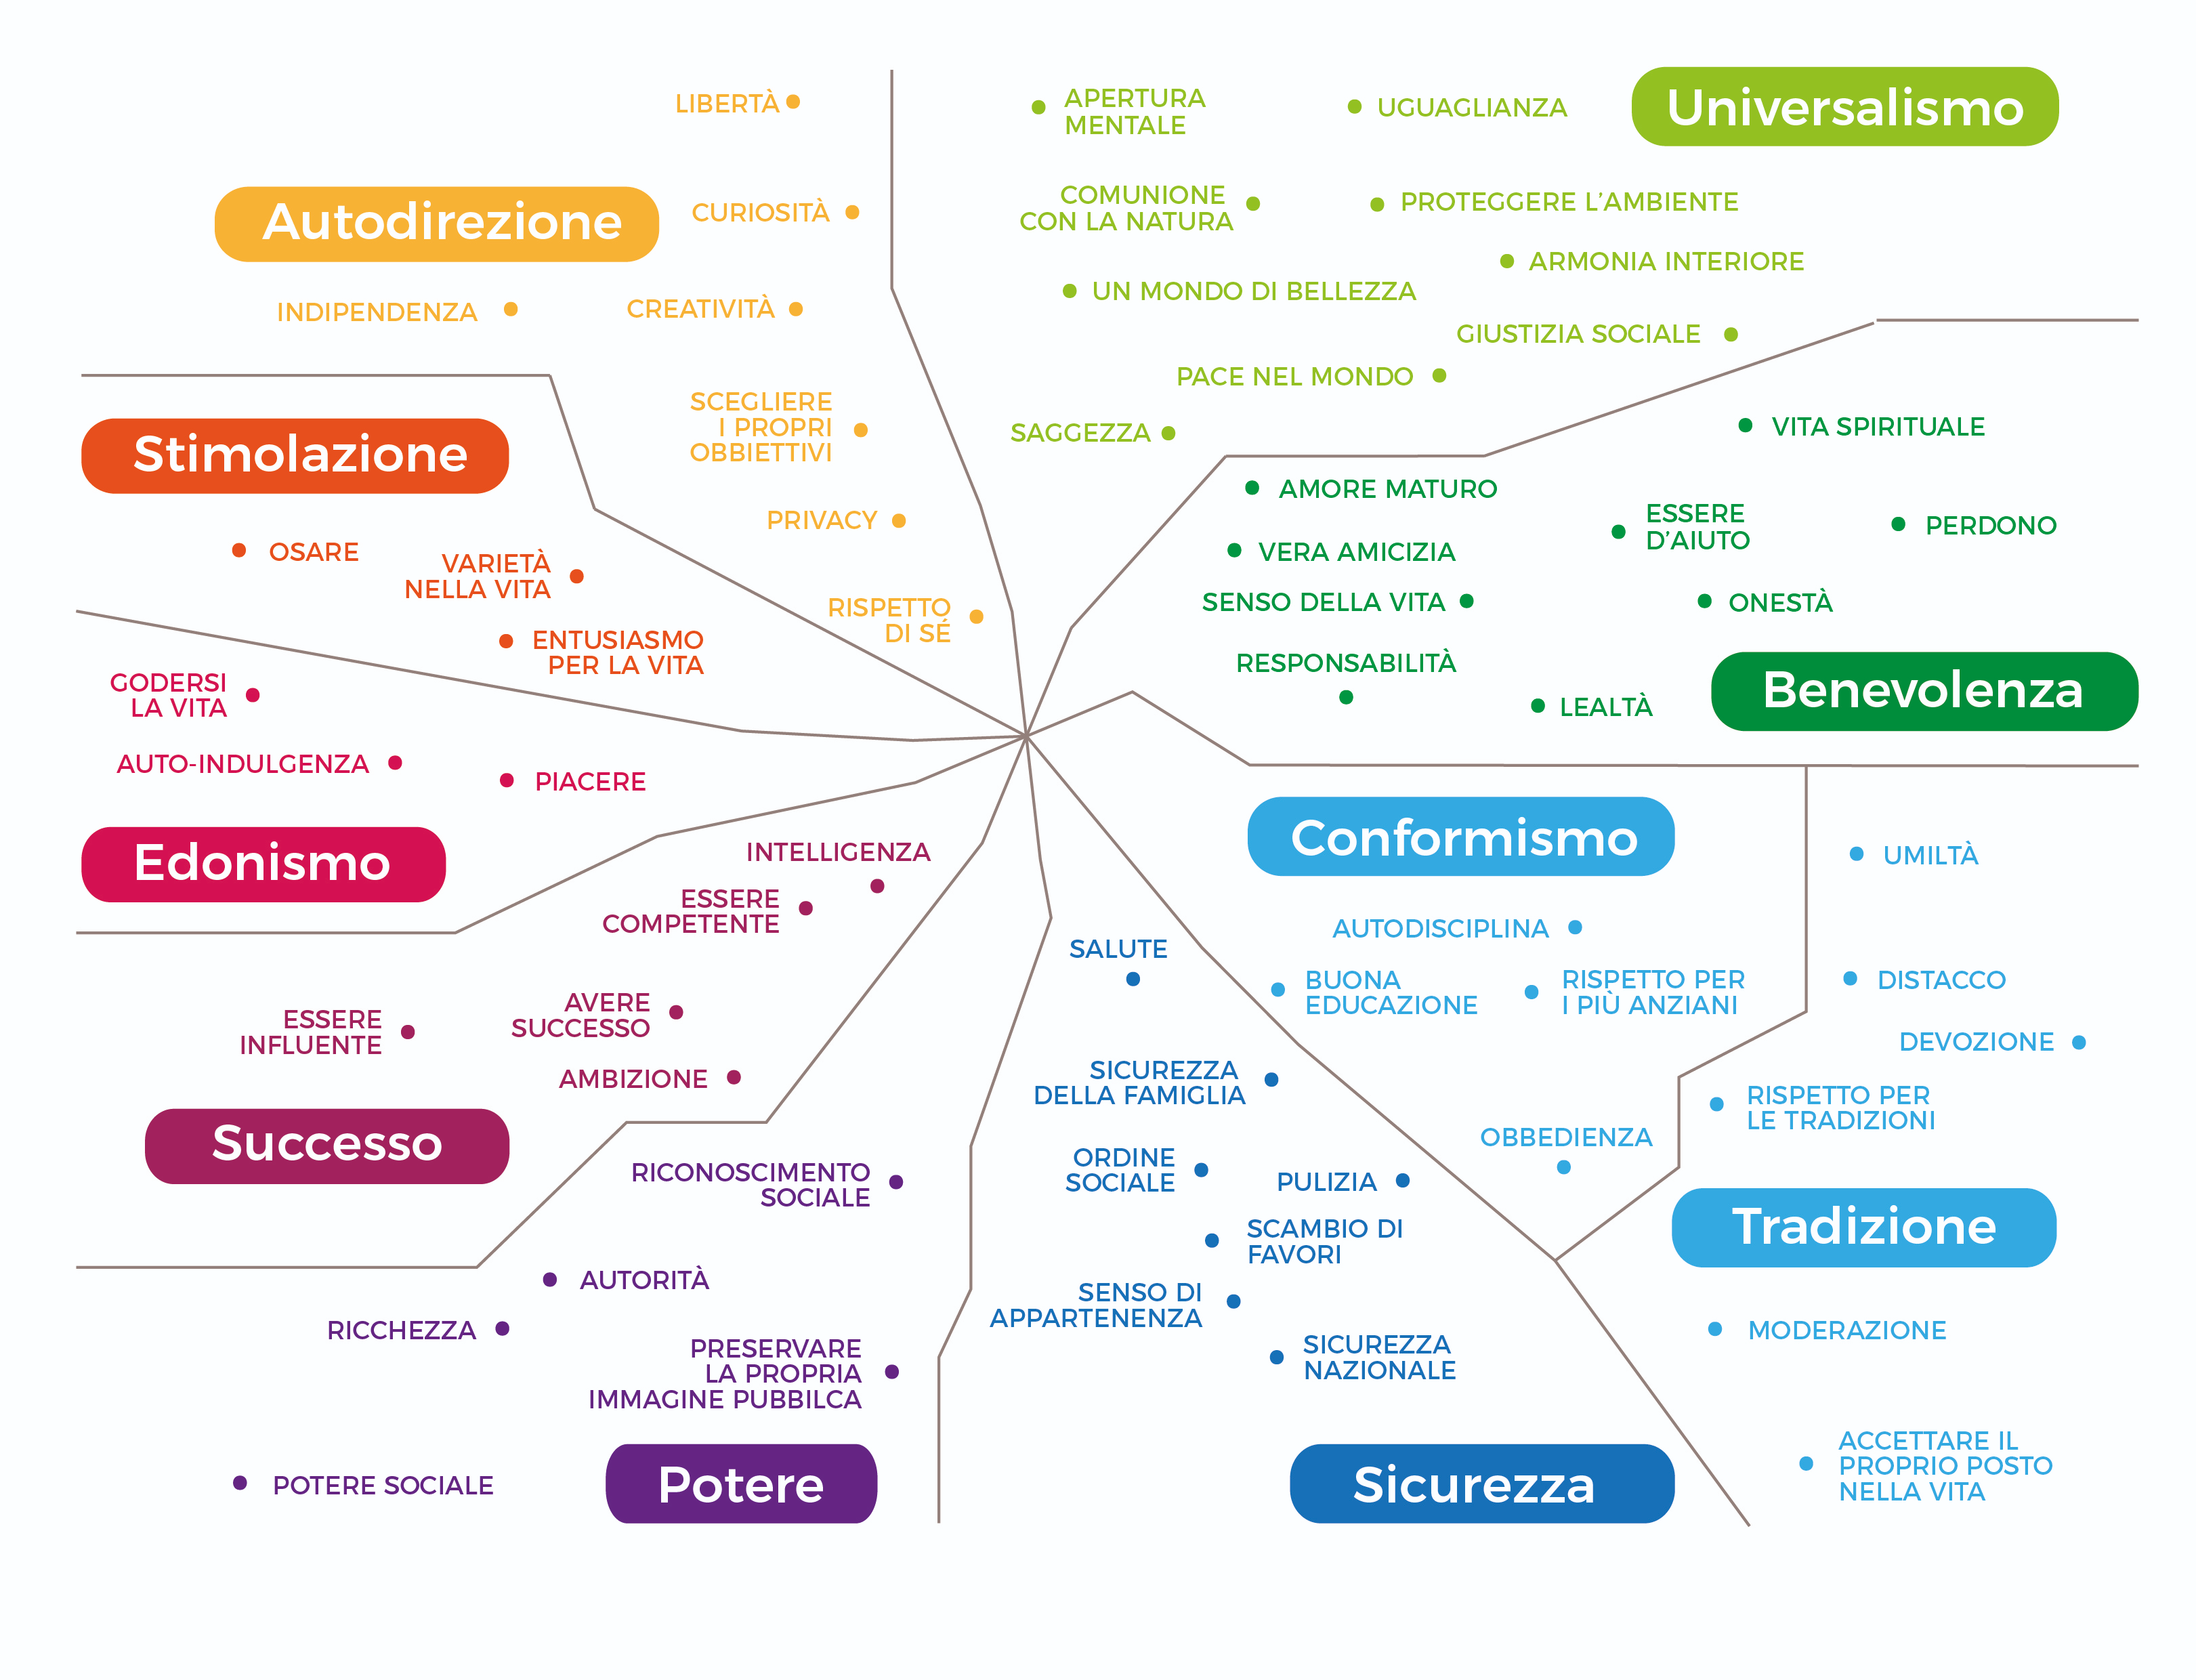 LIBERTÀ
Autodirezione
CURIOSITÀ
INDIPENDENZA
CREATIVITÀ
SCEGLIERE
I PROPRI
OBBIETTIVI
PRIVACY
RISPETTO
DI SÉ
APERTURA
MENTALE
UGUAGLIANZA
Universalismo
COMUNIONE
CON LA NATURA
PROTEGGERE L’AMBIENTE
ARMONIA INTERIORE
UN MONDO DI BELLEZZA
GIUSTIZIA SOCIALE
PACE NEL MONDO
SAGGEZZA
Stimolazione
OSARE
VARIETÀ
NELLA VITA
ENTUSIASMO
PER LA VITA
VITA SPIRITUALE
AMORE MATURO
ESSERE
D’AIUTO
PERDONO
VERA AMICIZIA
SENSO DELLA VITA
ONESTÀ
RESPONSABILITÀ
LEALTÀ
Benevolenza
GODERSI
LA VITA
AUTO-INDULGENZA
PIACERE
Edonismo
INTELLIGENZA
ESSERE
COMPETENTE
AVERE
SUCCESSO
ESSERE
INFLUENTE
AMBIZIONE
Successo
Conformismo
AUTODISCIPLINA
BUONA
EDUCAZIONE
RISPETTO PER
I PIÙ ANZIANI
OBBEDIENZA
UMILTÀ
DISTACCO
DEVOZIONE
RISPETTO PER
LE TRADIZIONI
Tradizione
MODERAZIONE
ACCETTARE IL
PROPRIO POSTO
NELLA VITA
SALUTE
SICUREZZA
DELLA FAMIGLIA
ORDINE
SOCIALE
PULIZIA
SCAMBIO DI
FAVORI
SENSO DI
APPARTENENZA
SICUREZZA
NAZIONALE
Sicurezza
RICONOSCIMENTO
SOCIALE
AUTORITÀ
RICCHEZZA
PRESERVARE
LA PROPRIA
IMMAGINE PUBBILCA
POTERE SOCIALE
Potere